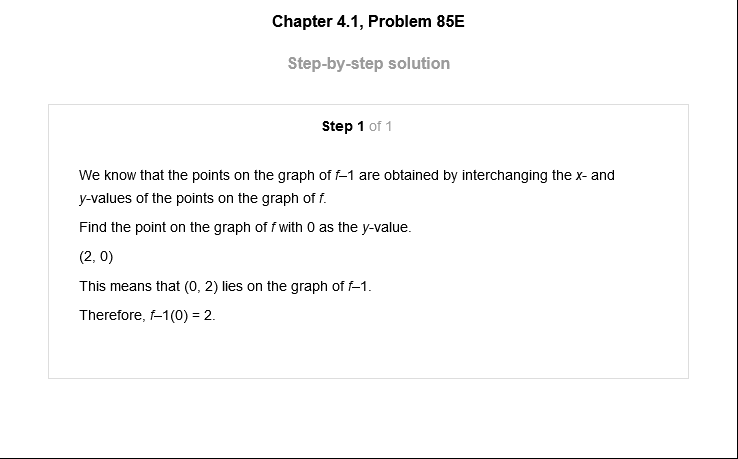 Chapter 4.1, Problem 85E
Step-by-step solution
Step 1 of 1
We know that the points on the graph of f–1 are obtained by interchanging the x- and
y-values of the points on the graph of f.
Find the point on the graph of f with 0 as the y-value.
(2, 0)
This means that (0, 2) lies on the graph of f–1.
Therefore, f–1(0) = 2.